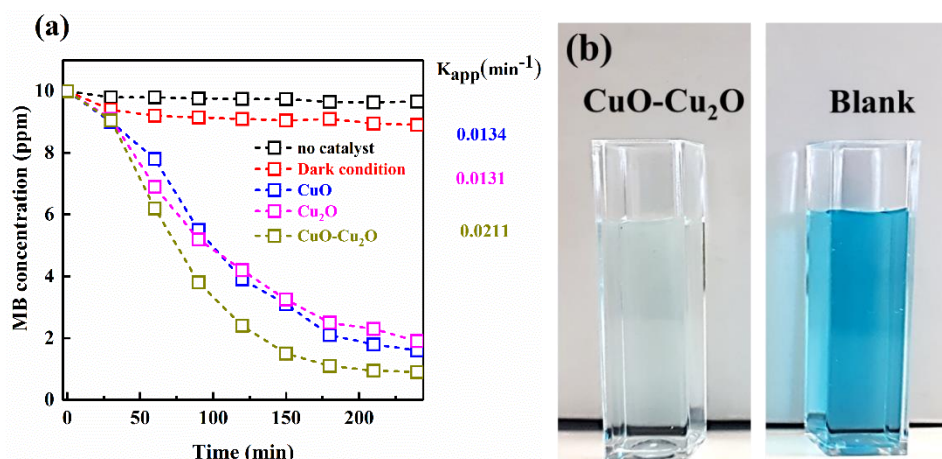 (a)
MB concentration (ppm)
10
8
6
4
2
0
0
50
100
150
200
Time (min)
no catalyst
Dark condition
CuO
Cu₂O
CuO-Cu₂O
Kapp(min⁻¹)
0.0134
0.0131
0.0211
(b)
CuO-Cu₂O
Blank